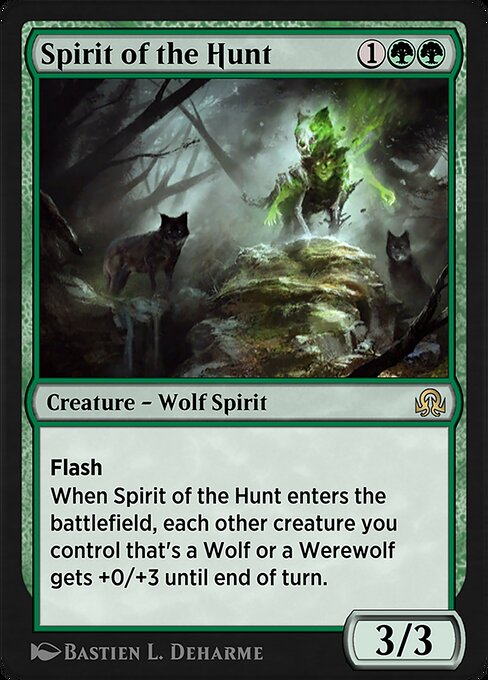 Spirit of the Hunt 1
Creature – Wolf Spirit
Flash
When Spirit of the Hunt enters the
battlefield, each other creature you
control that's a Wolf or a Werewolf
gets +0/+3 until end of turn.
3/3
Bastien L. Deharme